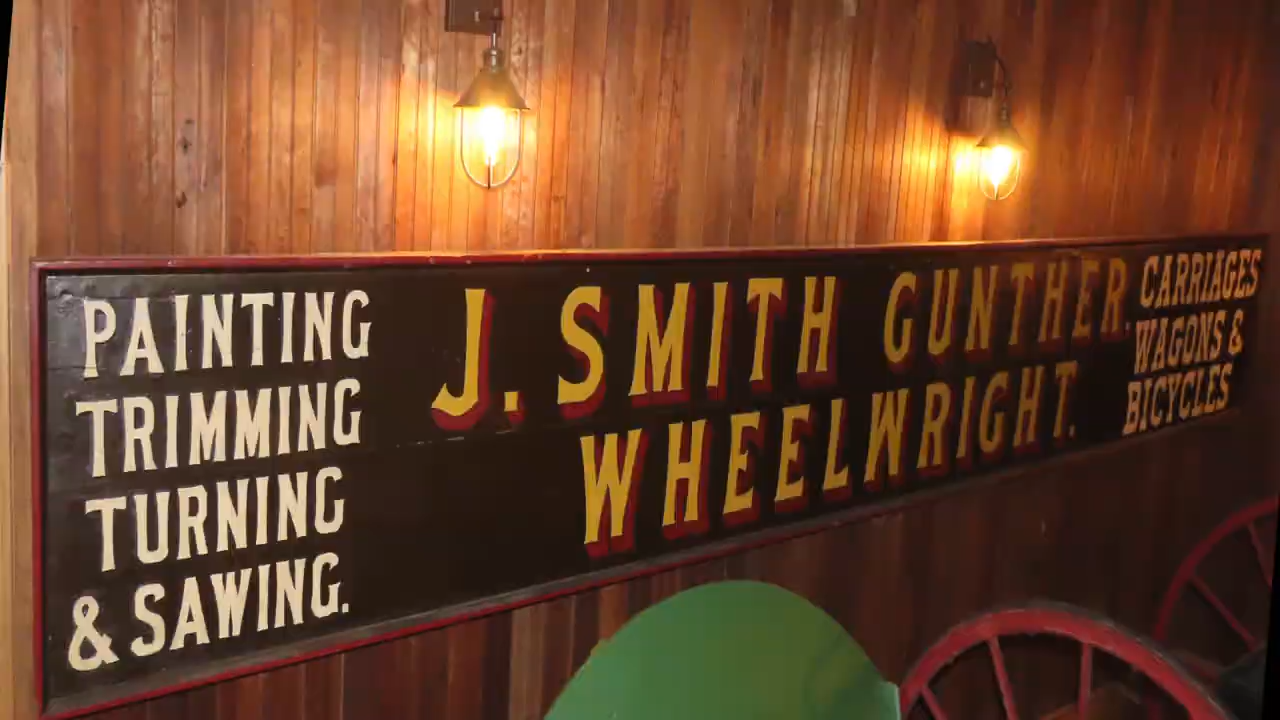 PAINTING
TRIMMING
TURNING
& SAWING.
J. SMITH GUNTHER.
WHEELWRIGHT.
CARRIAGES
WAGONS &
BICYCLES